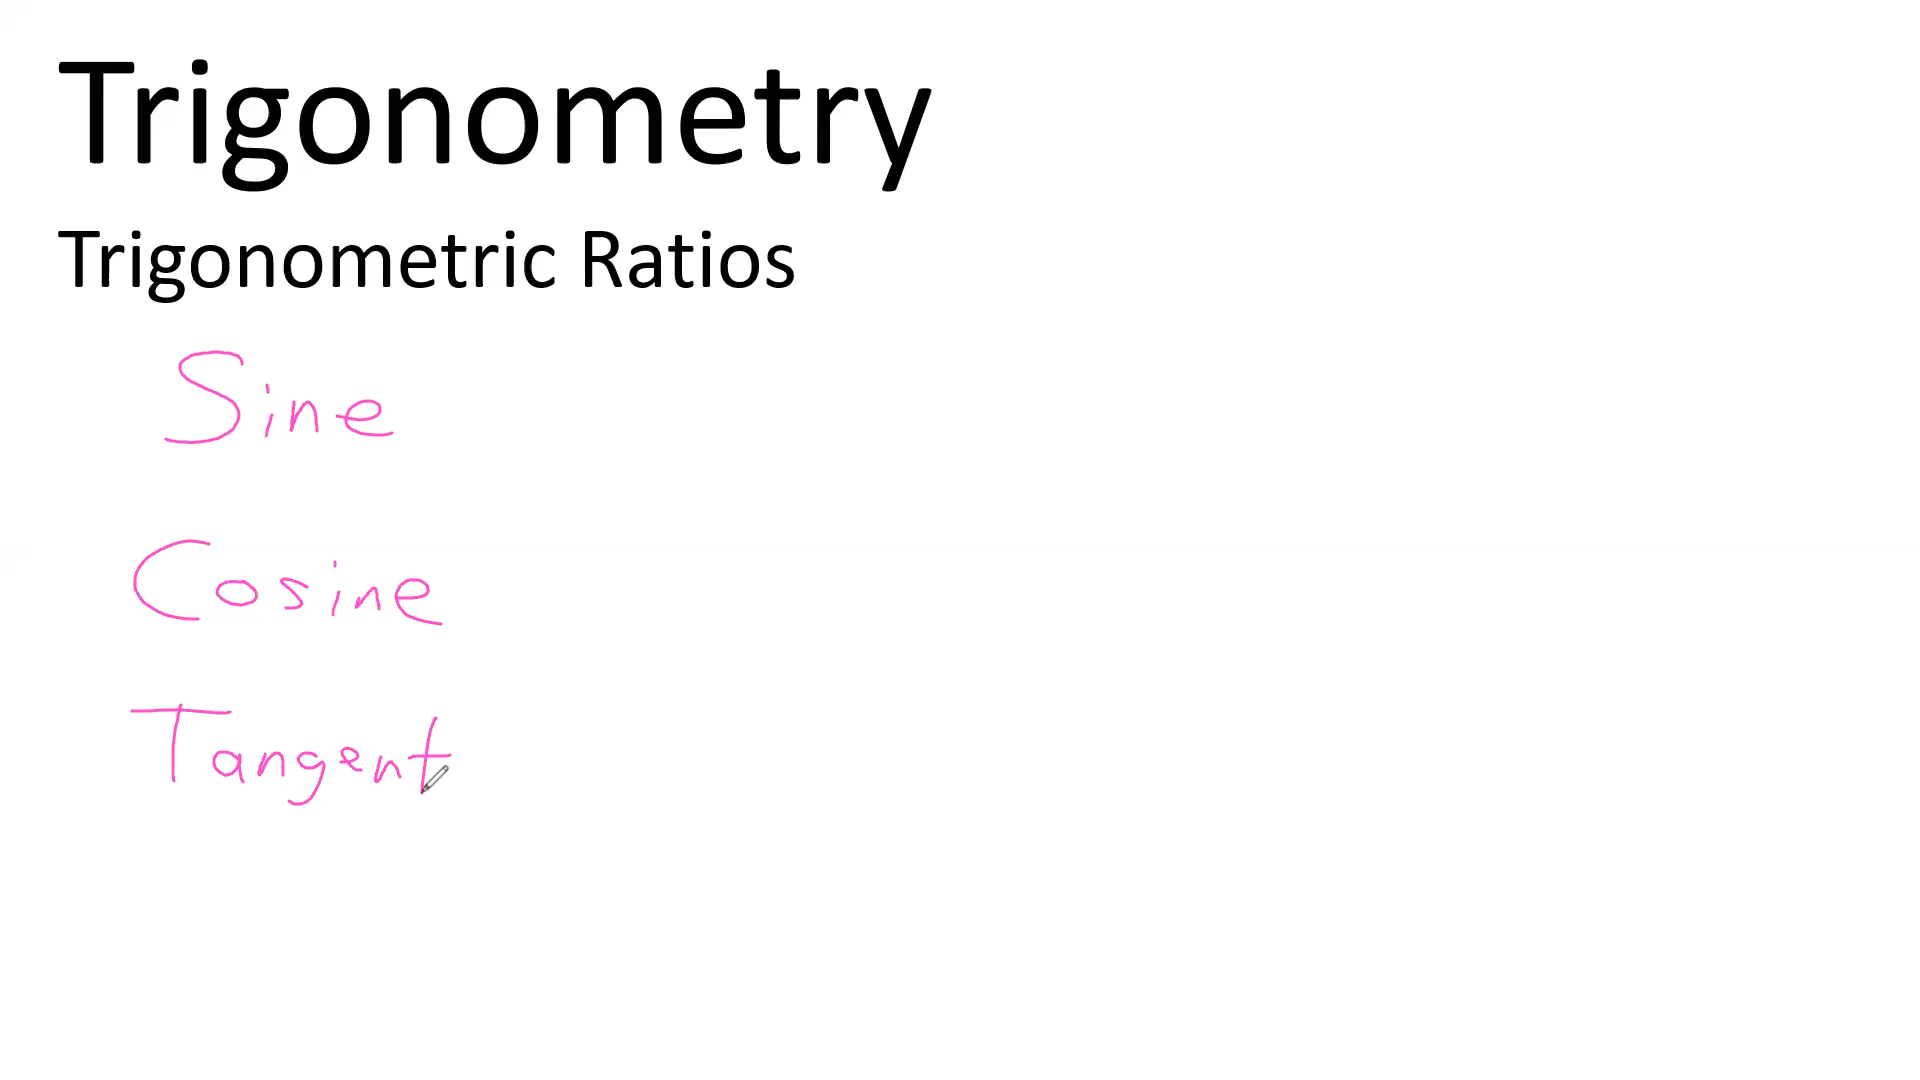 Trigonometry
Trigonometric Ratios
Sine
Cosine
Tangent